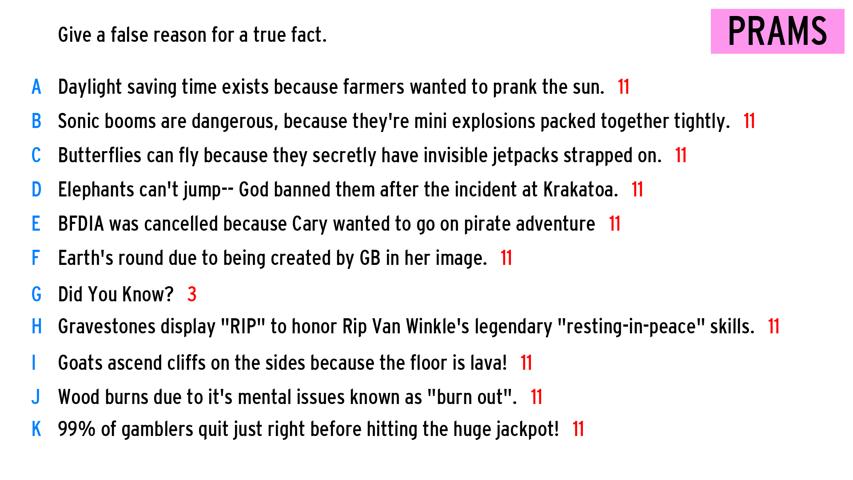 Give a false reason for a true fact.
PRAMS
A Daylight saving time exists because farmers wanted to prank the sun. 11
B Sonic booms are dangerous, because they're mini explosions packed together tightly. 11
C Butterflies can fly because they secretly have invisible jetpacks strapped on. 11
D Elephants can't jump-- God banned them after the incident at Krakatoa. 11
E BFDIA was cancelled because Cary wanted to go on pirate adventure 11
F Earth's round due to being created by GB in her image. 11
G Did You Know? 3
H Gravestones display "RIP" to honor Rip Van Winkle's legendary "resting-in-peace" skills. 11
I Goats ascend cliffs on the sides because the floor is lava! 11
J Wood burns due to it's mental issues known as "burn out". 11
K 99% of gamblers quit just right before hitting the huge jackpot! 11